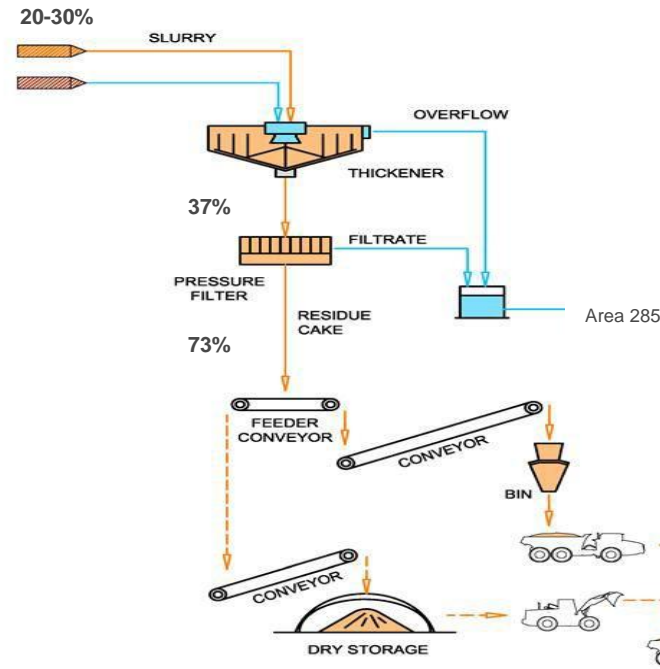 20-30%
SLURRY
OVERFLOW
THICKENER
37%
FILTRATE
PRESSURE
FILTER
RESIDUE
CAKE
Area 285
73%
FEEDER
CONVEYOR
CONVEYOR
BIN
CONVEYOR
DRY STORAGE